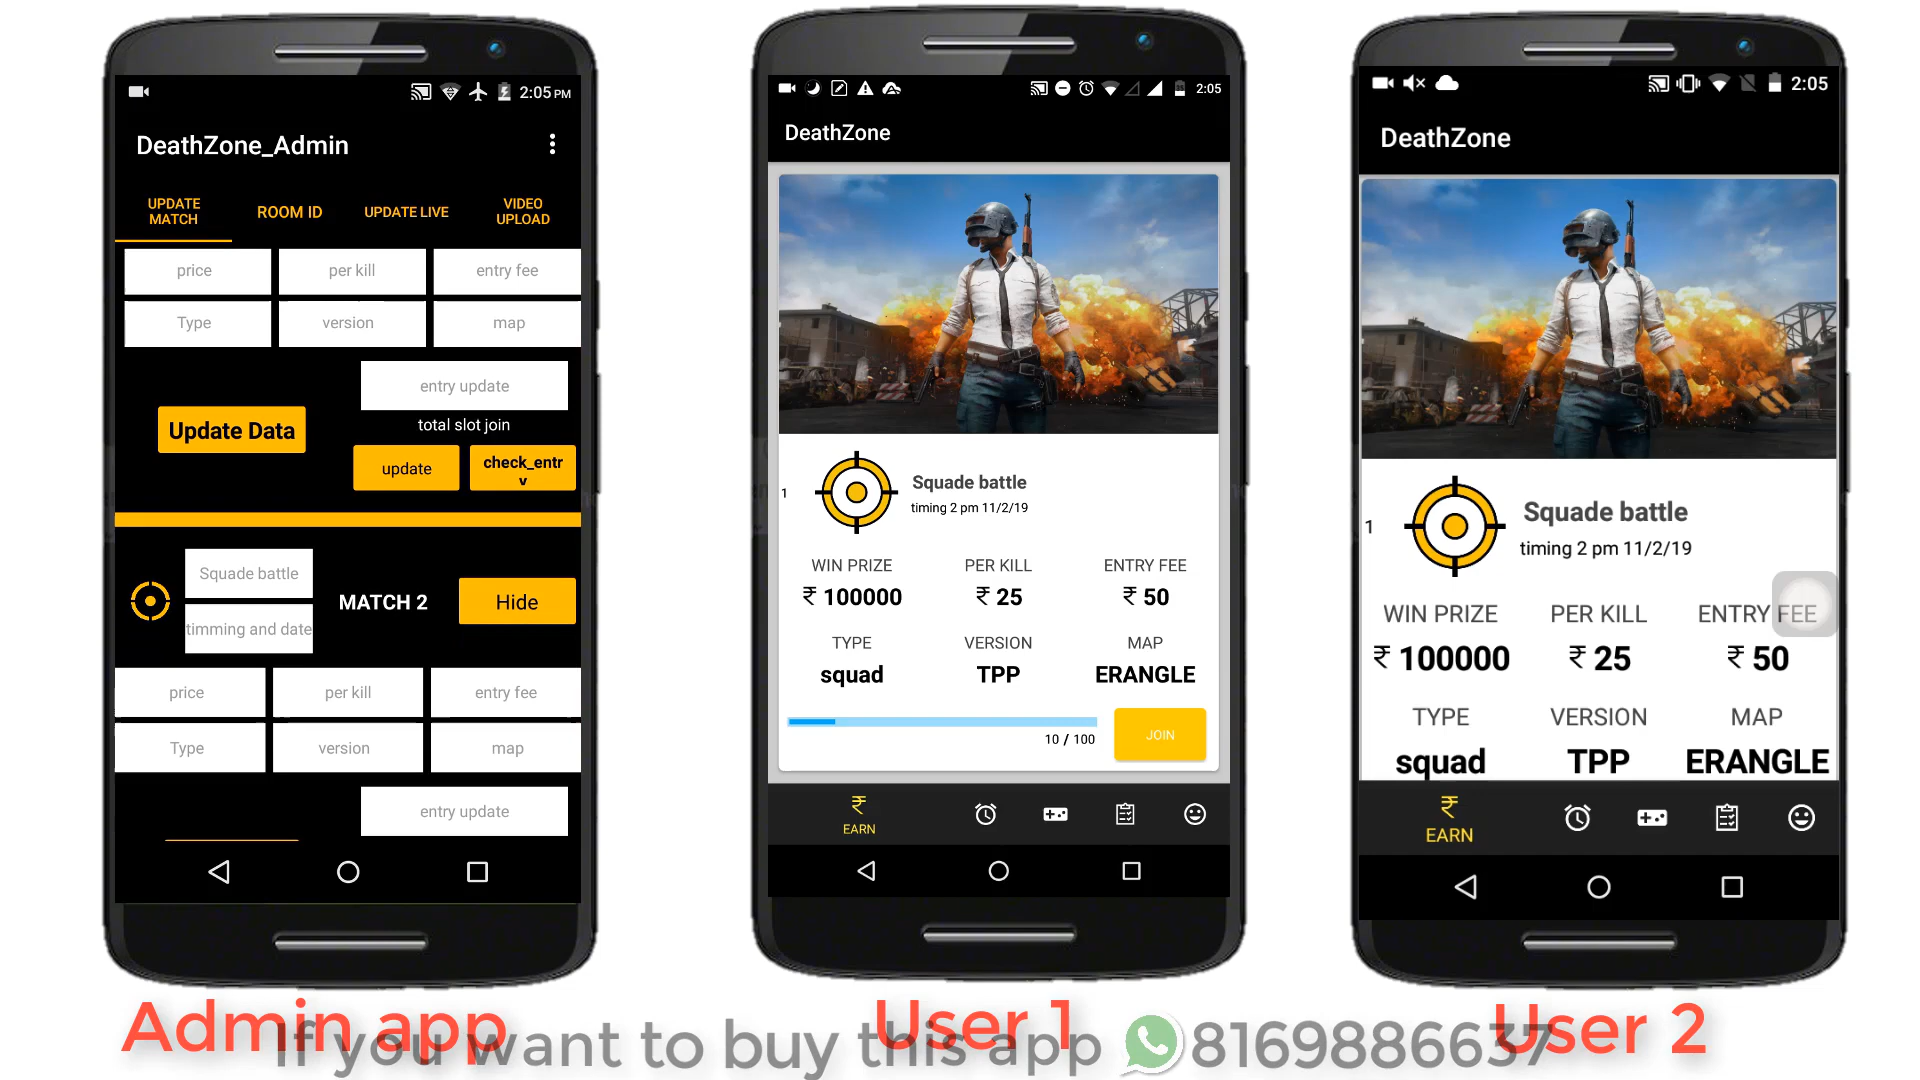 2:05 PM
DeathZone_Admin
UPDATE MATCH
ROOM ID
UPDATE LIVE
VIDEO UPLOAD
price
per kill
entry fee
Type
version
map
entry update
total slot join
Update Data
update
check_entr
Squade battle
timming and date
MATCH 2
Hide
price
per kill
entry fee
Type
version
map
entry update
2:05
DeathZone
1
Squade battle
timing 2 pm 11/2/19
WIN PRIZE
PER KILL
ENTRY FEE
₹ 100000
₹ 25
₹ 50
TYPE
VERSION
MAP
squad
TPP
ERANGLE
10 / 100
JOIN
₹
EARN
2:05
DeathZone
1
Squade battle
timing 2 pm 11/2/19
WIN PRIZE
PER KILL
ENTRY FEE
₹ 100000
₹ 25
₹ 50
TYPE
VERSION
MAP
squad
TPP
ERANGLE
₹
EARN
Admin app
User 1
User 2
If you want to buy this app 8169886637